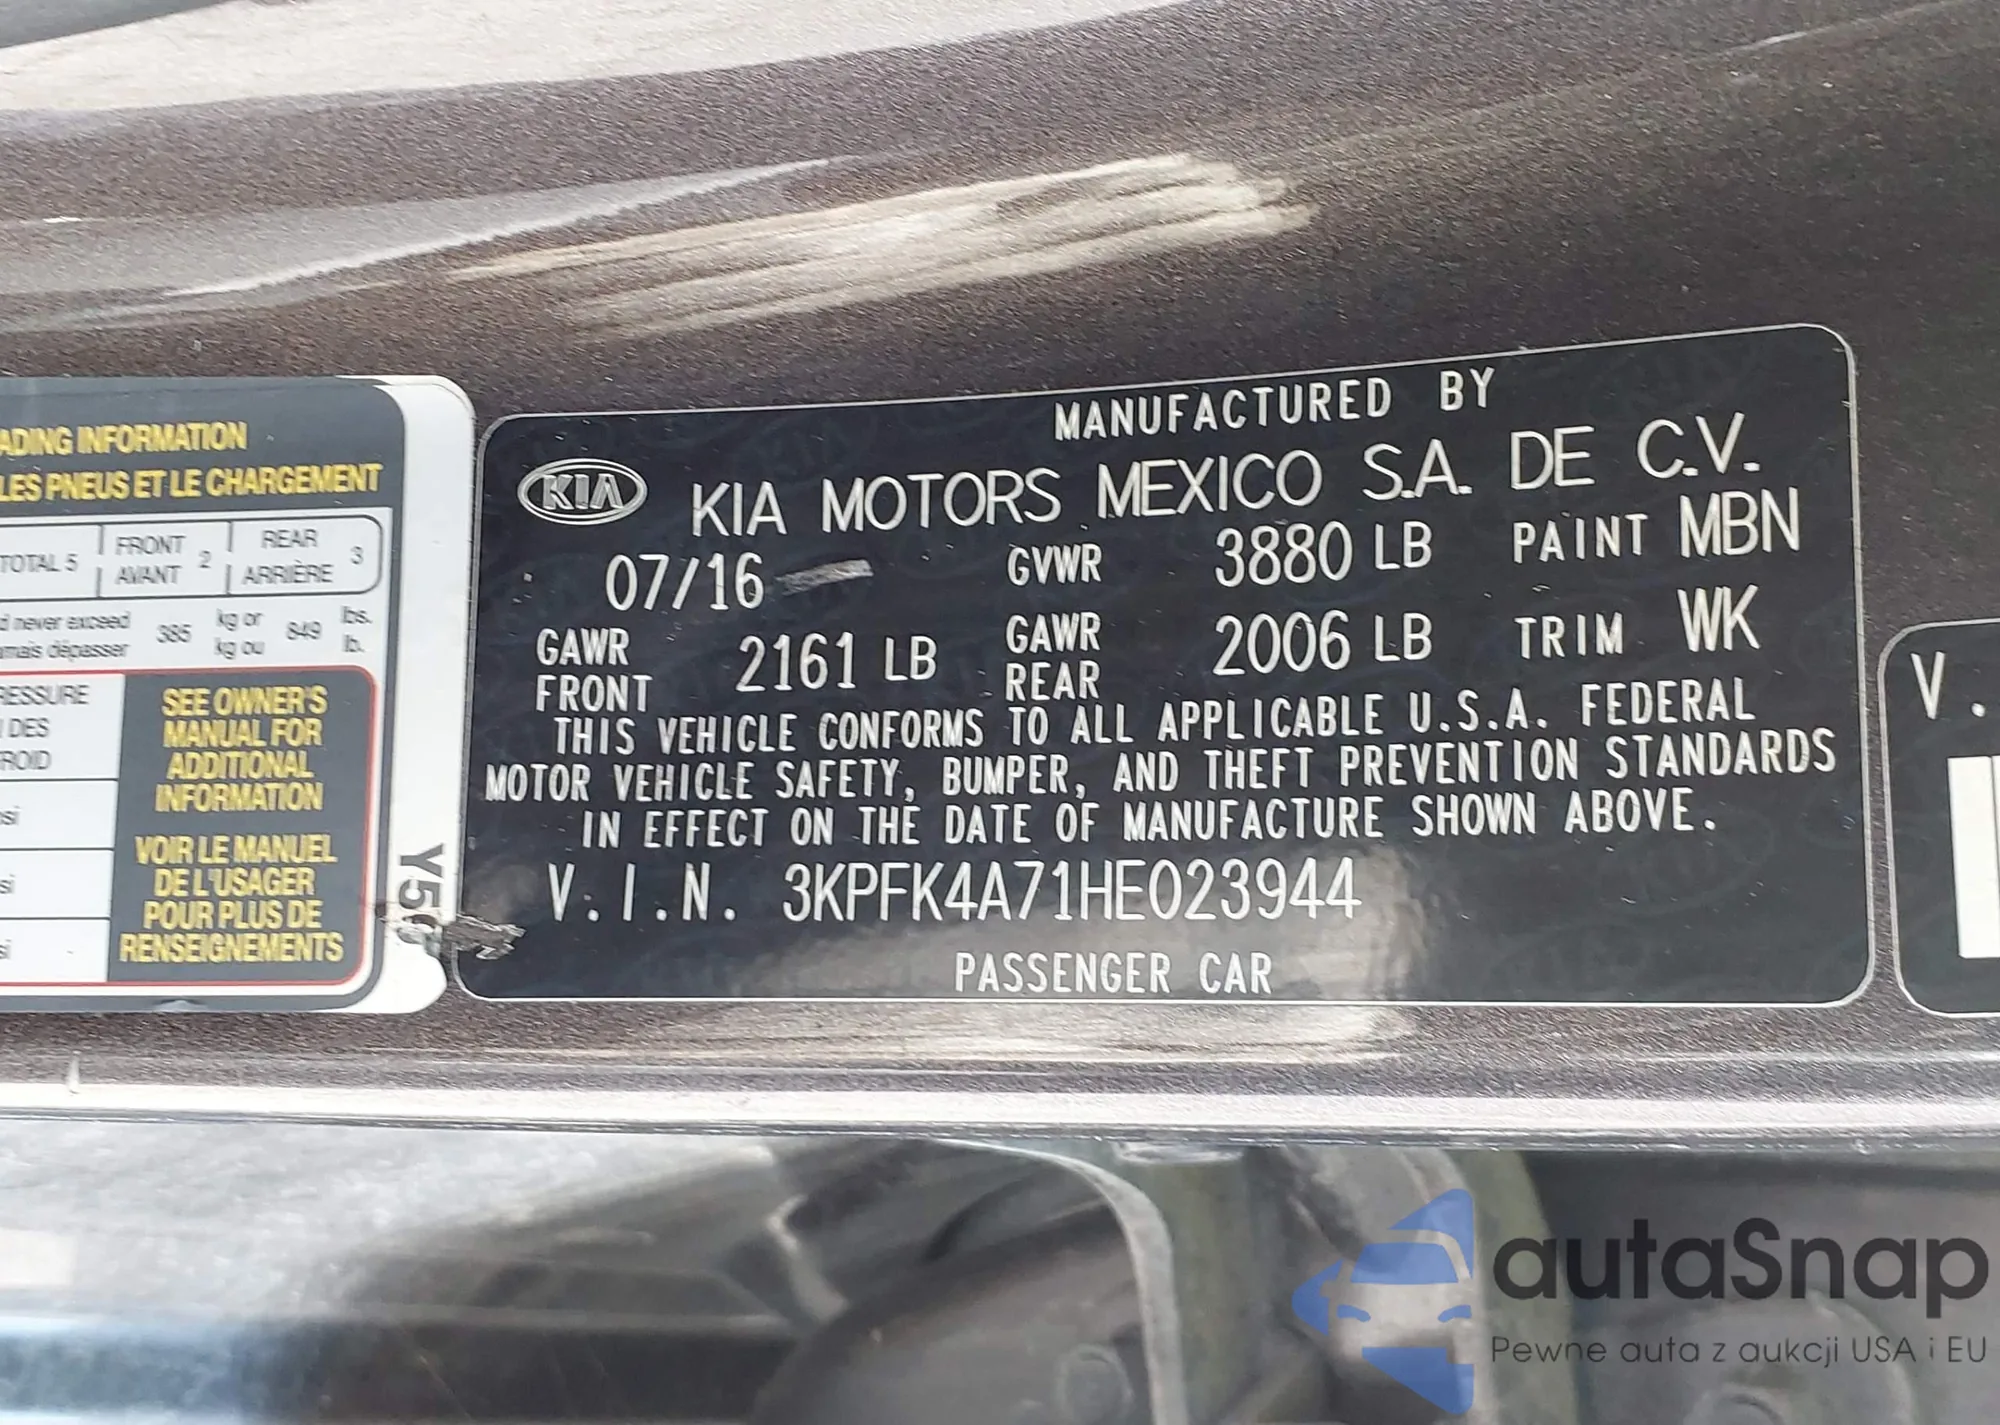 ADING INFORMATION
LES PNEUS ET LE CHARGEMENT
TOTAL 5
FRONT
AVANT 2
REAR
ARRIÈRE 3
never exceed
dépasser
385
kg or
kg ou
849
lbs.
lb.
RESSURE
DES
ROID
si
si
si
SEE OWNER'S
MANUAL FOR
ADDITIONAL
INFORMATION
VOIR LE MANUEL
DE L'USAGER
POUR PLUS DE
RENSEIGNEMENTS
MANUFACTURED BY
KIA KIA MOTORS MEXICO S.A. DE C.V.
07/16 GVWR 3880 LB PAINT MBN
GAWR FRONT 2161 LB GAWR REAR 2006 LB TRIM WK
THIS VEHICLE CONFORMS TO ALL APPLICABLE U.S.A. FEDERAL
MOTOR VEHICLE SAFETY, BUMPER, AND THEFT PREVENTION STANDARDS
IN EFFECT ON THE DATE OF MANUFACTURE SHOWN ABOVE.
V.I.N. 3KPFK4A71HE023944
PASSENGER CAR
V.
autaSnap
Pewne auta z aukcji USA i EU